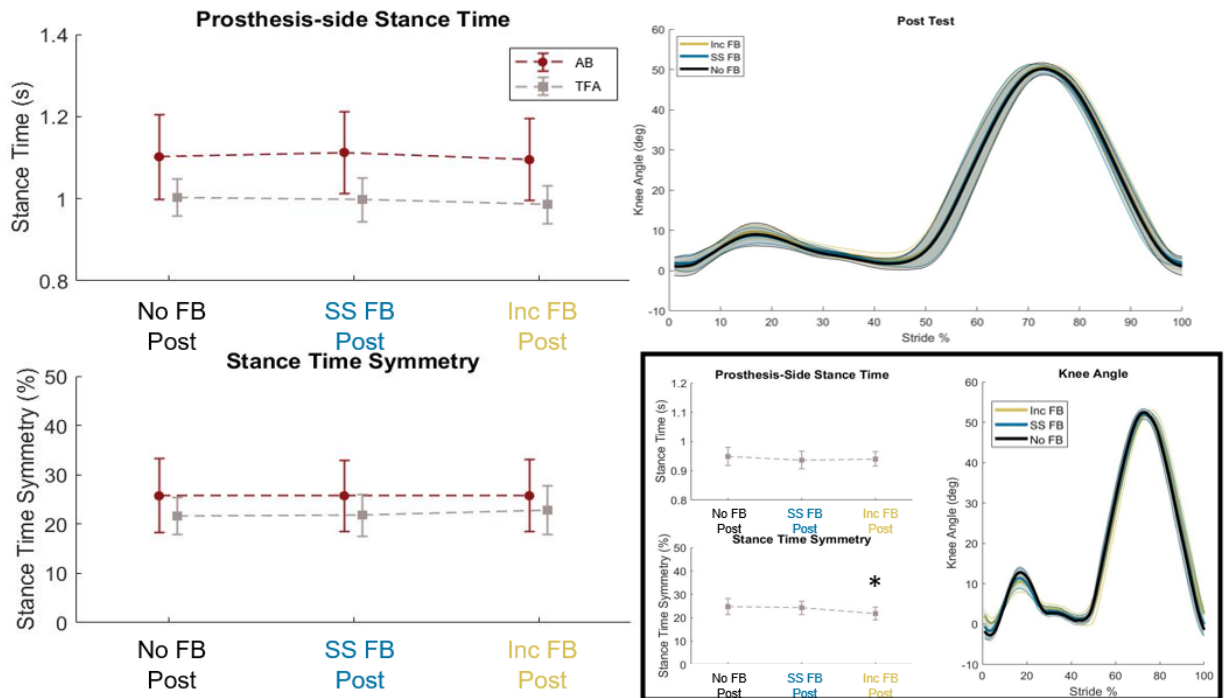 Prosthesis-side Stance Time
1.4
1.2
1
0.8
Stance Time (s)
AB
TFA
No FB
Post
SS FB
Post
Inc FB
Post
Post Test
Inc FB
SS FB
No FB
60
50
40
30
20
10
0
-10
Knee Angle (deg)
0 10 20 30 40 50 60 70 80 90 100
Stride %
Stance Time Symmetry
50
40
30
20
10
0
Stance Time Symmetry (%)
No FB
Post
SS FB
Post
Inc FB
Post
Prosthesis-Side Stance Time
1.2
1.1
1
0.9
0.8
Stance Time (s)
No FB
Post
SS FB
Post
Inc FB
Post
Stance Time Symmetry
50
40
30
20
10
0
Stance Time Symmetry (%)
*
No FB
Post
SS FB
Post
Inc FB
Post
Knee Angle
Inc FB
SS FB
No FB
60
50
40
30
20
10
0
-10
Knee Angle (deg)
0 20 40 60 80 100
Stride %